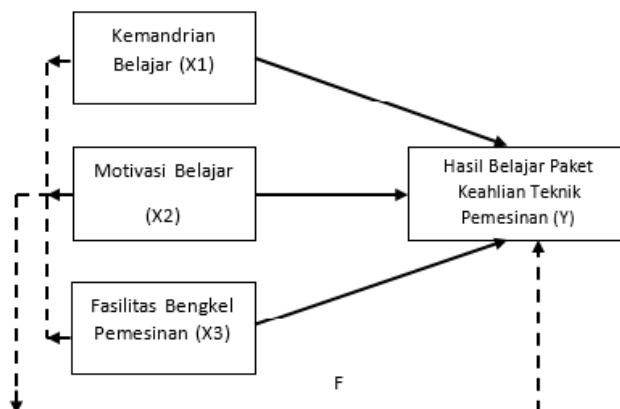 Kemandrian
Belajar (X1)
Motivasi Belajar
(X2)
Hasil Belajar Paket
Keahlian Teknik
Pemesinan (Y)
Fasilitas Bengkel
Pemesinan (X3)
F